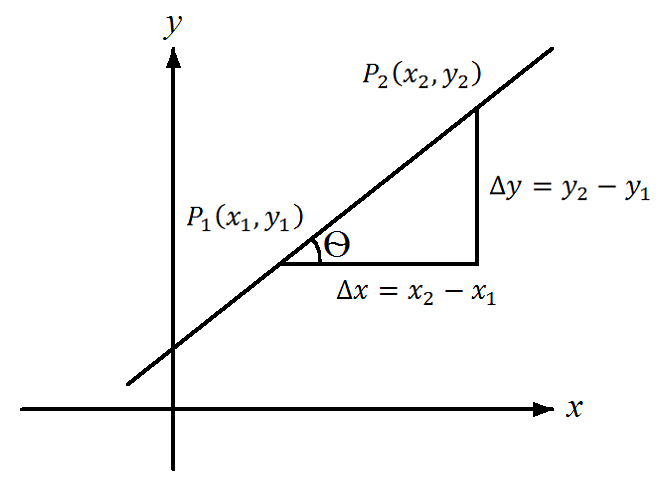 y
P₂(x₂, y₂)
Δy = y₂ − y₁
P₁(x₁, y₁)
Θ
Δx = x₂ − x₁
x